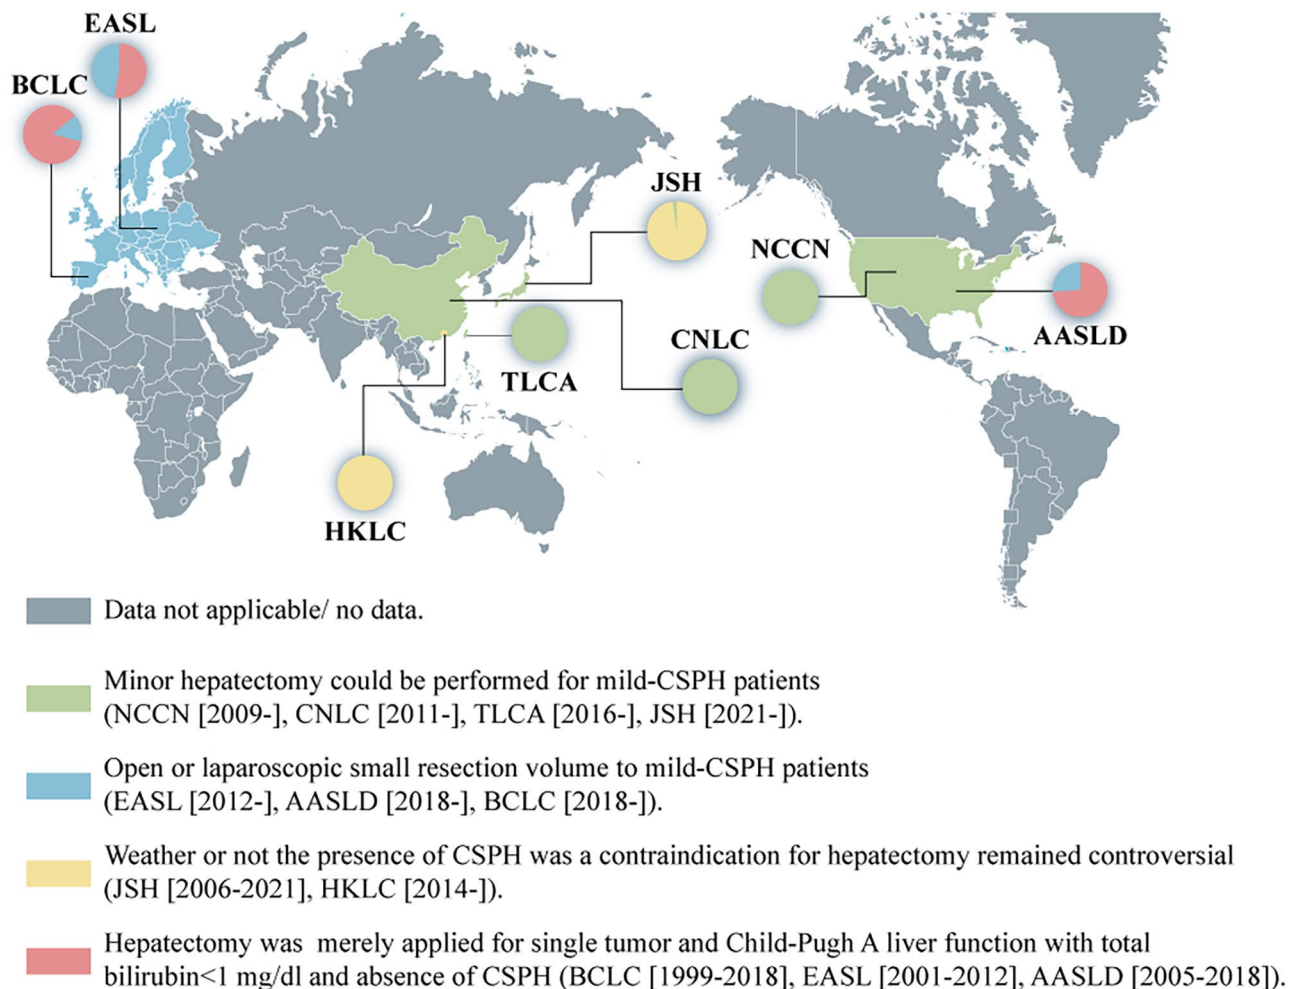 EASL
BCLC
JSH
NCCN
AASLD
CNLC
TLCA
HKLC
Data not applicable/ no data.
Minor hepatectomy could be performed for mild-CSPH patients
(NCCN [2009-], CNLC [2011-], TLCA [2016-], JSH [2021-]).
Open or laparoscopic small resection volume to mild-CSPH patients
(EASL [2012-], AASLD [2018-], BCLC [2018-]).
Weather or not the presence of CSPH was a contraindication for hepatectomy remained controversial
(JSH [2006-2021], HKLC [2014-]).
Hepatectomy was merely applied for single tumor and Child-Pugh A liver function with total
bilirubin<1 mg/dl and absence of CSPH (BCLC [1999-2018], EASL [2001-2012], AASLD [2005-2018]).